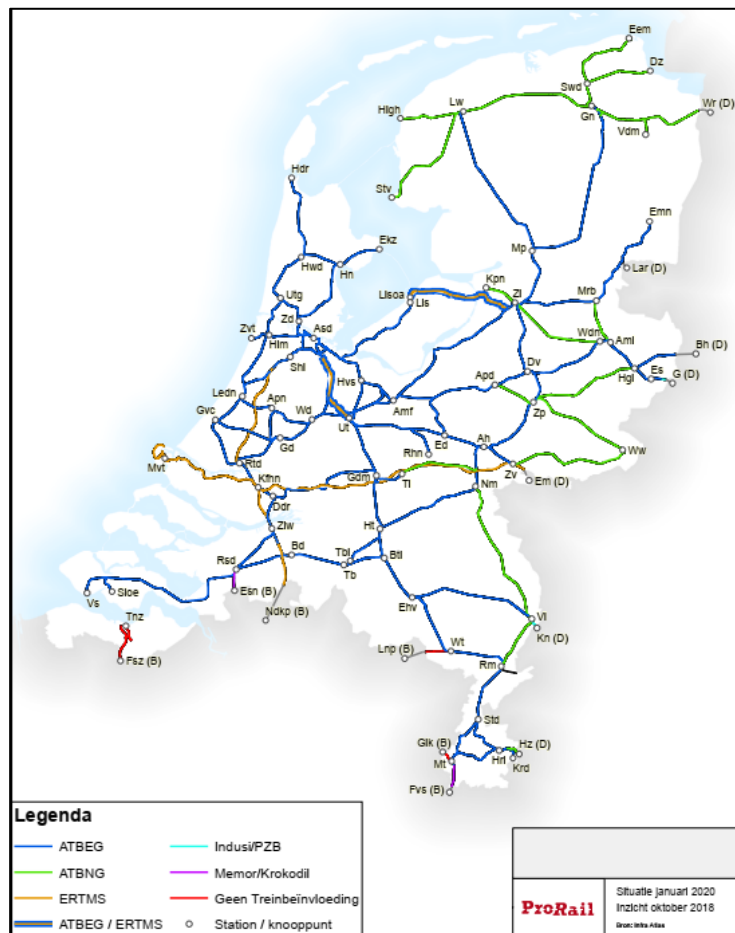 Eem
Dz
Swd
Lw
Wr (D)
Gn
Vdm
Hdr
Stv
Emn
Ekz
Mp
Hwd
Hn
Lar (D)
Kpn
Utg
Llsoa
Zl
Mrb
Lls
Zd
Zvt
Asd
Hlm
Wdn
Aml
Bh (D)
Shl
Hvs
Dv
Hgl
Es
G (D)
Apd
Ledn
Apn
Amf
Zp
Gvc
Wd
Ut
Gd
Ed
Ah
Rhn
Ww
Mvt
Rtd
Zv
Kfhn
Gdm
Tl
Em (D)
Nm
Ddr
Zlw
Ht
Bd
Tbi
Btl
Rsd
Tb
Sloe
Esn (B)
Vs
Ehv
Ndkp (B)
Tnz
Vl
Kn (D)
Lnp (B)
Wt
Fsz (B)
Rm
Std
Glk (B)
Hz (D)
Mt
Hrl
Krd
Fvs (B)
Legenda
ATBEG
Indusi/PZB
ATBNG
Memor/Krokodil
ERTMS
Geen Treinbeïnvloeding
ATBEG / ERTMS
Station / knooppunt
ProRail
Situatie januari 2020
Inzicht oktober 2018
Bron: Infra Atlas